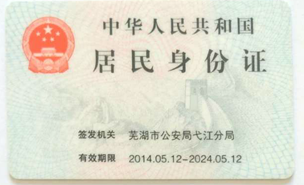 中华人民共和国
居民身份证
签发机关 芜湖市公安局弋江分局
有效期限 2014.05.12-2024.05.12